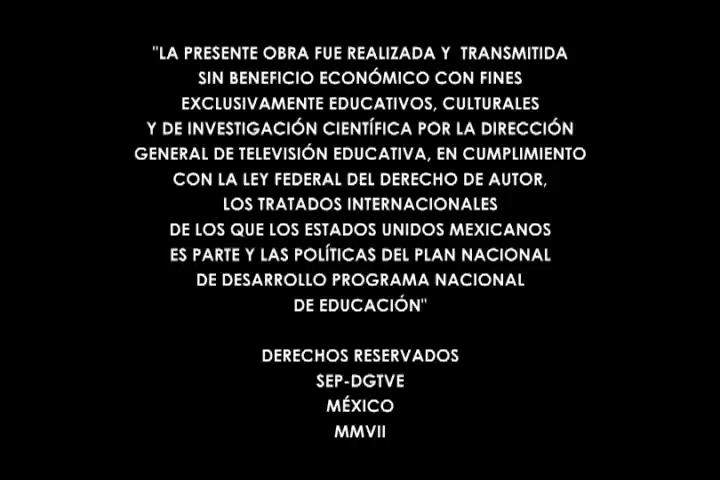 "LA PRESENTE OBRA FUE REALIZADA Y  TRANSMITIDA
SIN BENEFICIO ECONÓMICO CON FINES
EXCLUSIVAMENTE EDUCATIVOS, CULTURALES
Y DE INVESTIGACIÓN CIENTÍFICA POR LA DIRECCIÓN
GENERAL DE TELEVISIÓN EDUCATIVA, EN CUMPLIMIENTO
CON LA LEY FEDERAL DEL DERECHO DE AUTOR,
LOS TRATADOS INTERNACIONALES
DE LOS QUE LOS ESTADOS UNIDOS MEXICANOS
ES PARTE Y LAS POLÍTICAS DEL PLAN NACIONAL
DE DESARROLLO PROGRAMA NACIONAL
DE EDUCACIÓN"
DERECHOS RESERVADOS
SEP-DGTVE
MÉXICO
MMVII